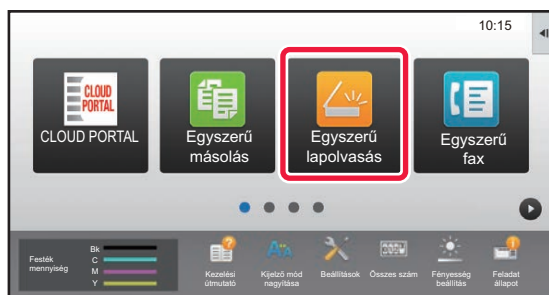 10:15
CLOUD
PORTAL
CLOUD PORTAL
Egyszerű
másolás
Egyszerű
lapolvasás
Egyszerű
fax
Festék
mennyiség
Bk
C
M
Y
Kezelési
útmutató
Kijelző mód
nagyítása
Beállítások
Összes szám
Fényesség
beállítás
Feladat
állapot